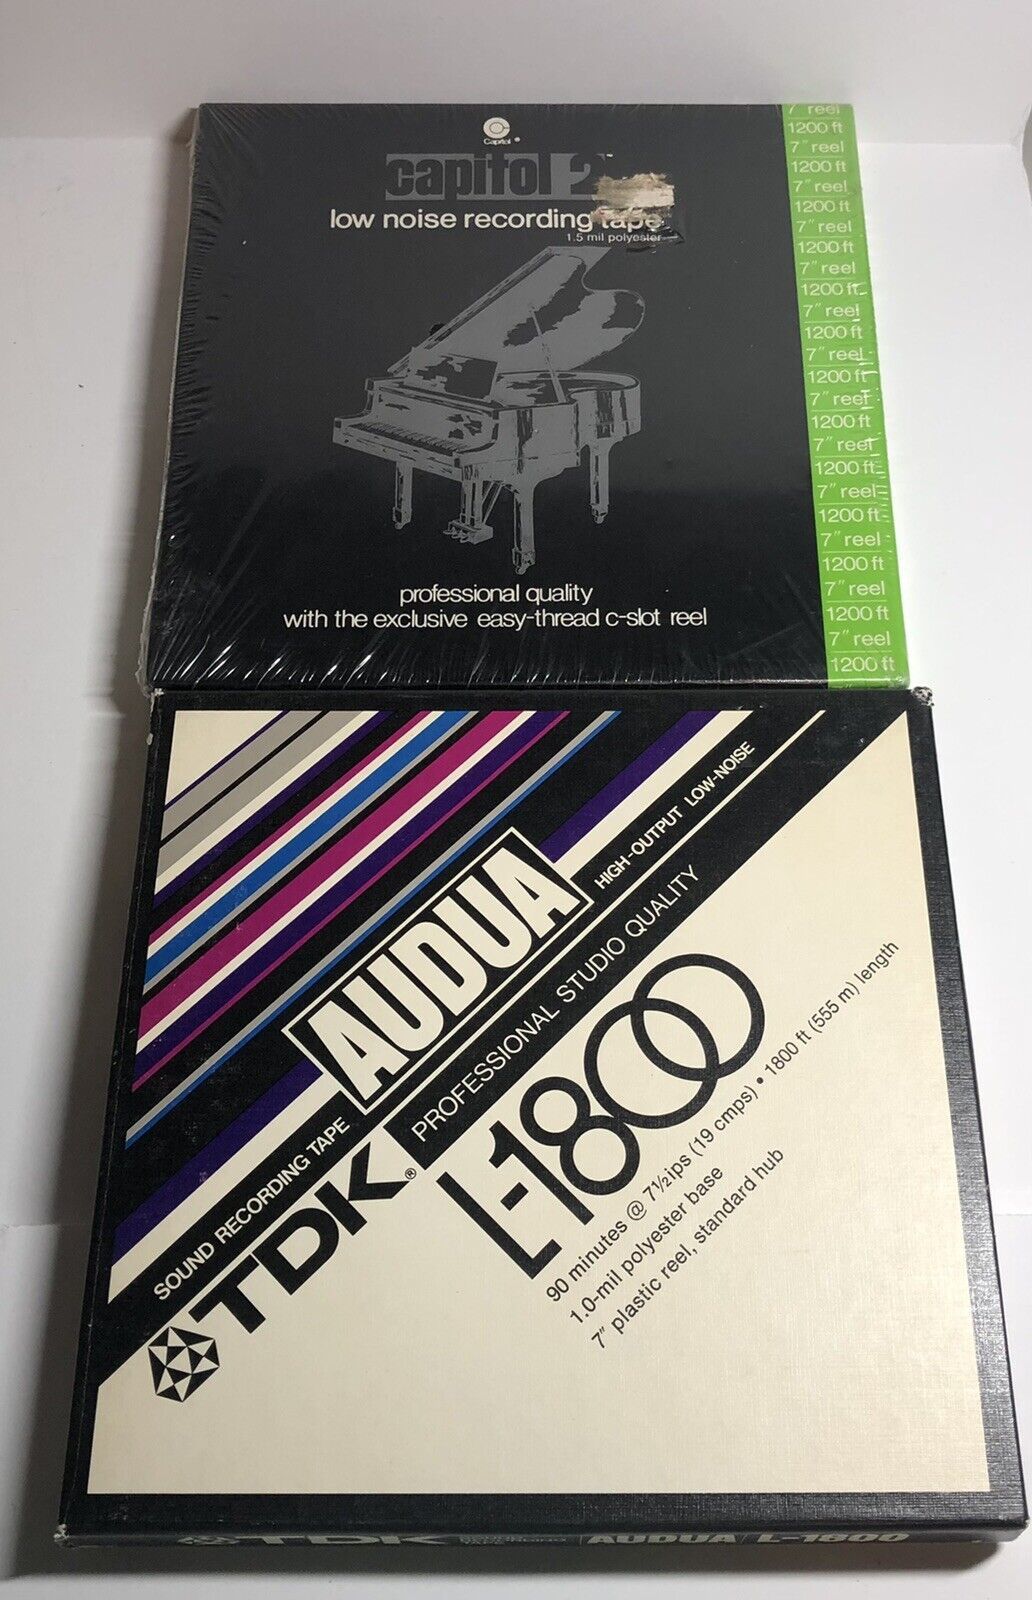 Capitol ®
capitol 2
low noise recording tape
1.5 mil polyester
professional quality
with the exclusive easy-thread c-slot reel
7" reel
1200 ft
7" reel
1200 ft
7" reel
1200 ft
7" reel
1200 ft
7" reel
1200 ft
7" reel
1200 ft
7" reel
1200 ft
7" reel
1200 ft
7" reel
1200 ft
7" reel
1200 ft
7" reel
1200 ft
7" reel
1200 ft
7" reel
1200 ft
SOUND RECORDING TAPE
AUDUA
HIGH-OUTPUT LOW-NOISE
TDK®
PROFESSIONAL STUDIO QUALITY
L-1800
90 minutes @ 7½ips (19 cmps) • 1800 ft (555 m) length
1.0-mil polyester base
7" plastic reel, standard hub
TDK AUDUA L-1800